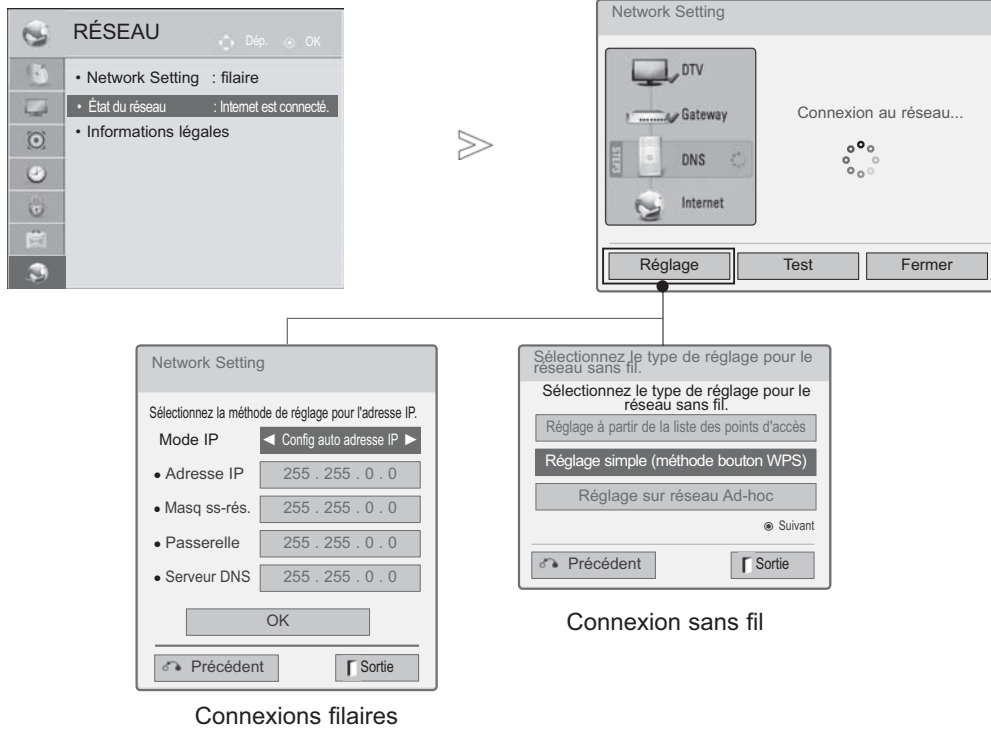 RÉSEAU
Dép. OK
• Network Setting : filaire
• État du réseau : Internet est connecté.
• Informations légales
Network Setting
DTV
Gateway
STEP3
DNS
Internet
Connexion au réseau...
Réglage
Test
Fermer
Network Setting
Sélectionnez la méthode de réglage pour l'adresse IP.
Mode IP ◄ Config auto adresse IP ►
• Adresse IP 255 . 255 . 0 . 0
• Masq ss-rés. 255 . 255 . 0 . 0
• Passerelle 255 . 255 . 0 . 0
• Serveur DNS 255 . 255 . 0 . 0
OK
Précédent
Sortie
Connexions filaires
Sélectionnez le type de réglage pour le
réseau sans fil.
Sélectionnez le type de réglage pour le
réseau sans fil.
Réglage à partir de la liste des points d'accès
Réglage simple (méthode bouton WPS)
Réglage sur réseau Ad-hoc
◉ Suivant
Précédent
Sortie
Connexion sans fil